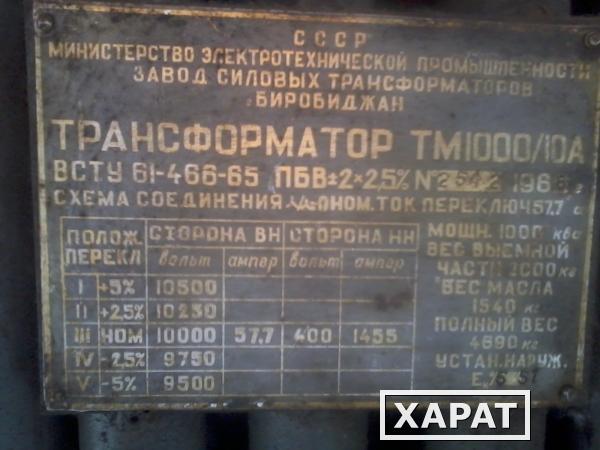 СССР
МИНИСТЕРСТВО ЭЛЕКТРОТЕХНИЧЕСКОЙ ПРОМЫШЛЕННОСТИ
ЗАВОД СИЛОВЫХ ТРАНСФОРМАТОРОВ
г. БИРОБИДЖАН
ТРАНСФОРМАТОР ТМ1000/10А
ВСТУ 61-466-65 ПБВ±2×2,5% № 2542 196 г
СХЕМА СОЕДИНЕНИЯ НОМ. ТОК ПЕРЕКЛЮЧ 57,7 а
ПОЛОЖ. ПЕРЕКЛ СТОРОНА ВН СТОРОНА НН
вольт ампер вольт ампер
I +5% 10500
II +2,5% 10250
III НОМ 10000 57,7 400 1455
IV -2,5% 9750
V -5% 9500
МОЩН. 1000 ква
ВЕС ВЫЕМНОЙ
ЧАСТИ кг
ВЕС МАСЛА
1540 кг
ПОЛНЫЙ ВЕС
4690 кг
УСТАН. НАРУЖ.
ХАРАТ